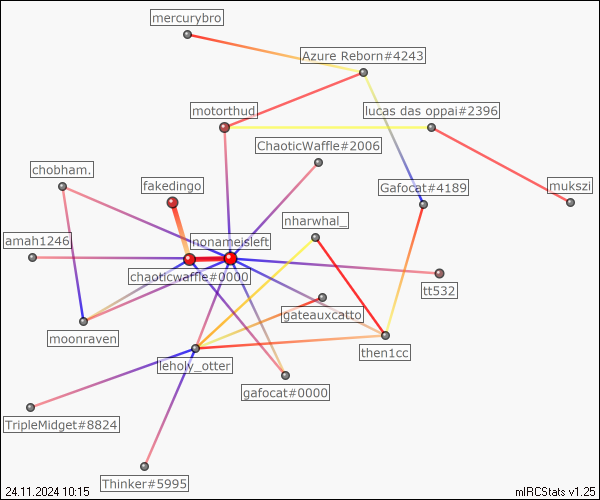 mercurybro
Azure Reborn#4243
motorthud
lucas das oppai#2396
ChaoticWaffle#2006
chobham.
fakedingo
Gafocat#4189
mukszi
nharwhal_
amah1246
nonameisleft
chaoticwaffle#0000
tt532
gateauxcatto
moonraven
then1cc
leholy_otter
gafocat#0000
TripleMidget#8824
Thinker#5995
24.11.2024 10:15
mIRCStats v1.25